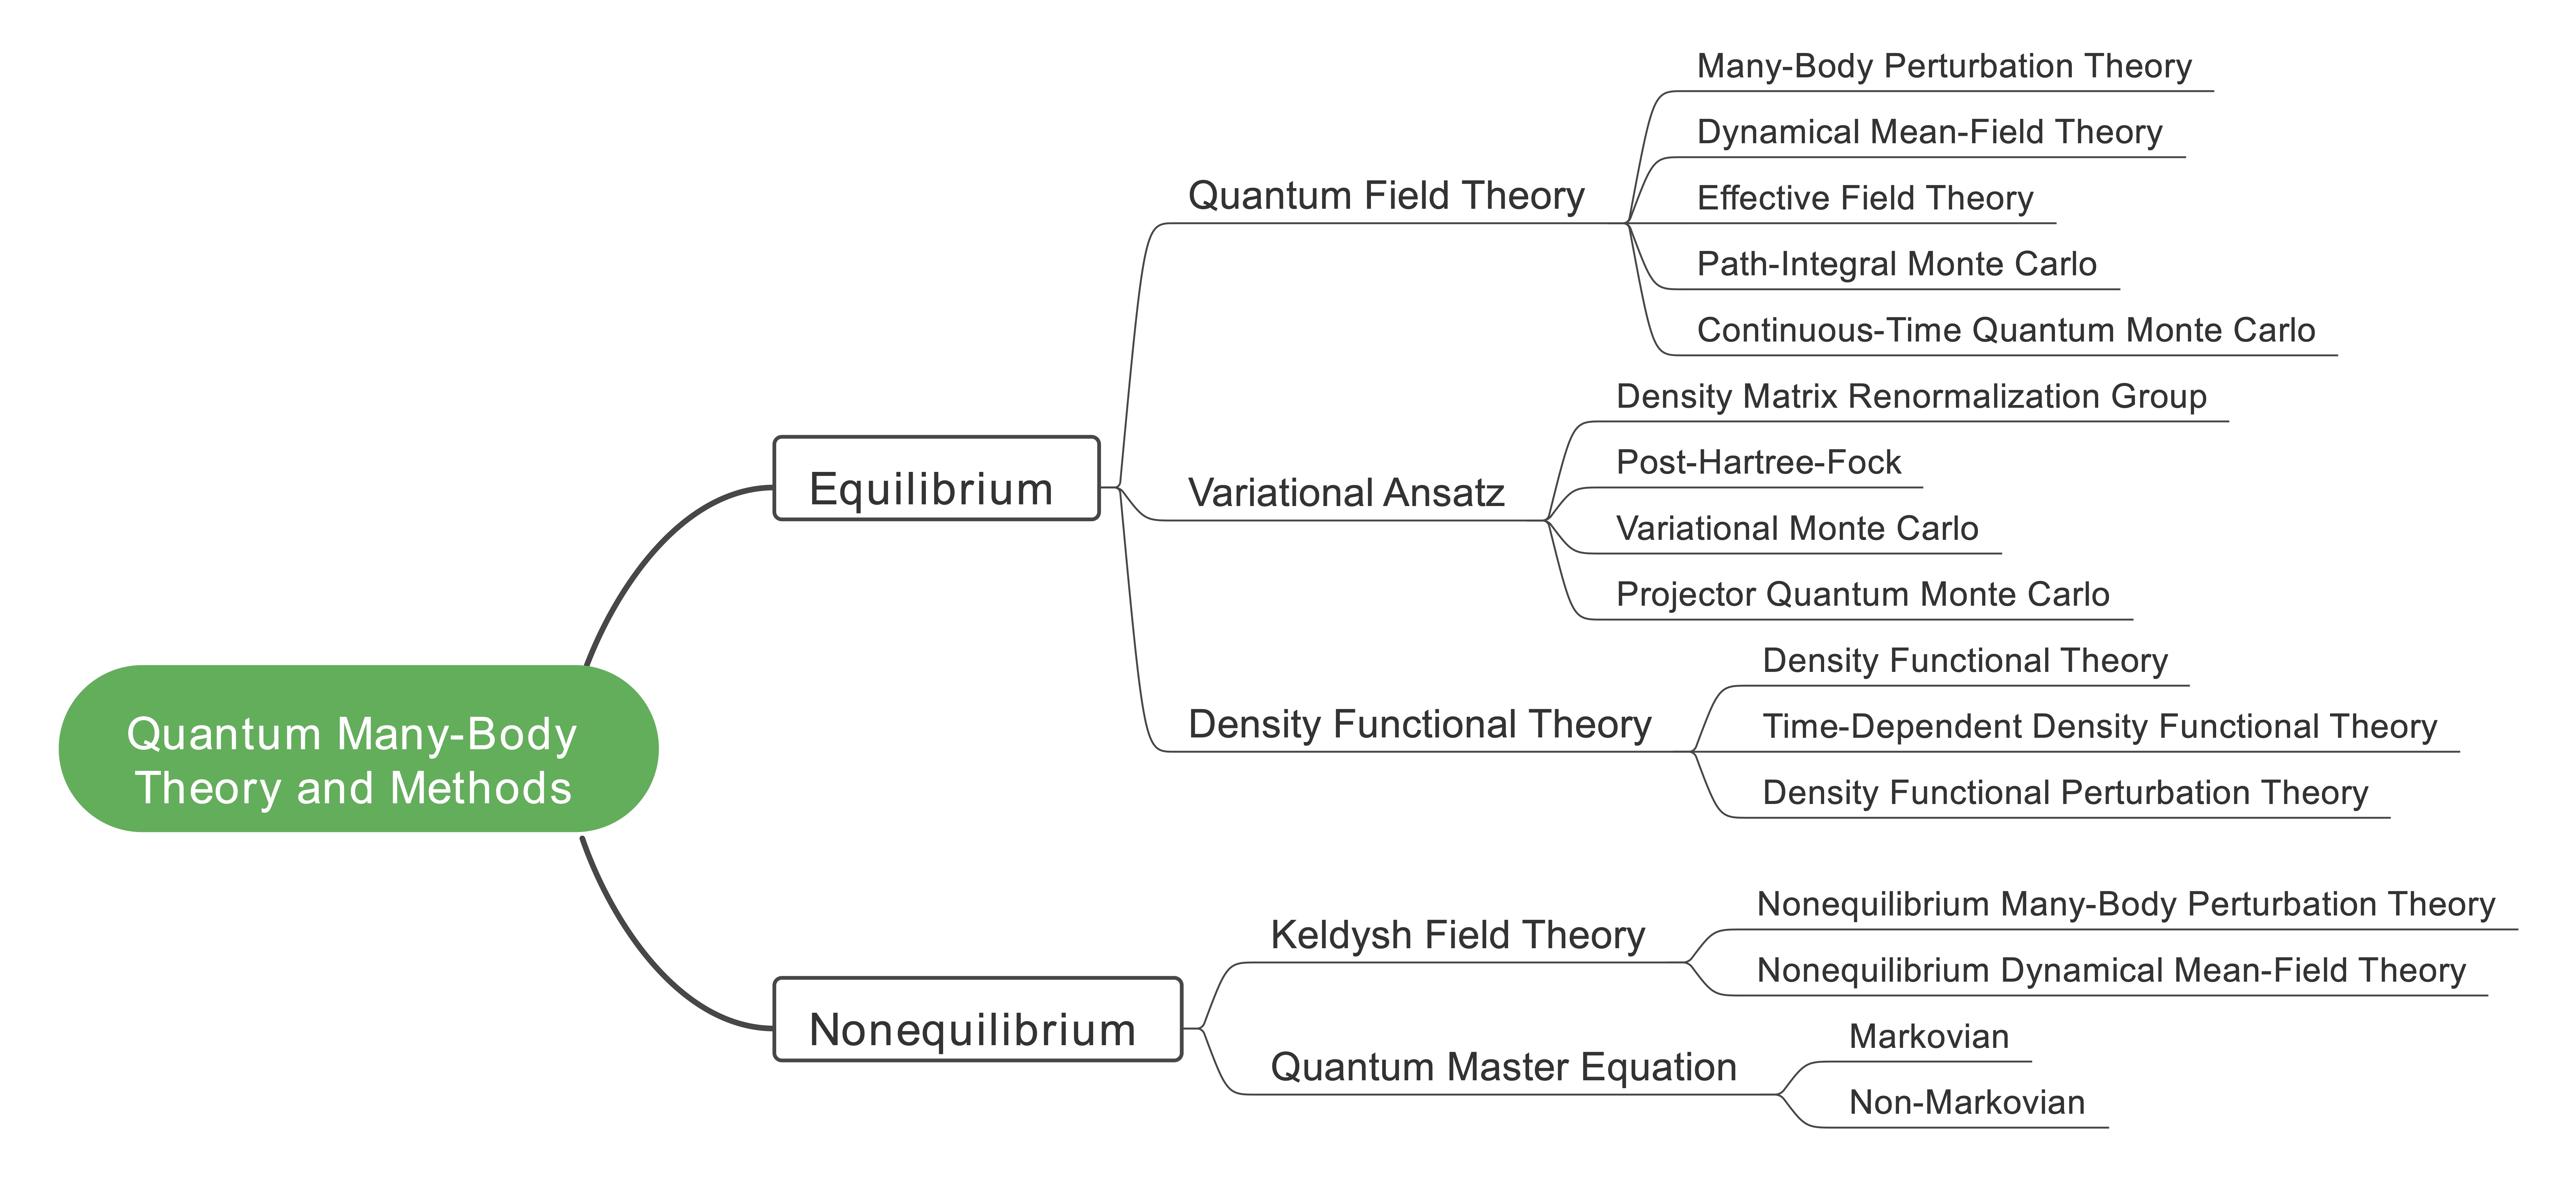 Quantum Many-Body
Theory and Methods
Equilibrium
Quantum Field Theory
Many-Body Perturbation Theory
Dynamical Mean-Field Theory
Effective Field Theory
Path-Integral Monte Carlo
Continuous-Time Quantum Monte Carlo
Variational Ansatz
Density Matrix Renormalization Group
Post-Hartree-Fock
Variational Monte Carlo
Projector Quantum Monte Carlo
Density Functional Theory
Density Functional Theory
Time-Dependent Density Functional Theory
Density Functional Perturbation Theory
Nonequilibrium
Keldysh Field Theory
Nonequilibrium Many-Body Perturbation Theory
Nonequilibrium Dynamical Mean-Field Theory
Quantum Master Equation
Markovian
Non-Markovian